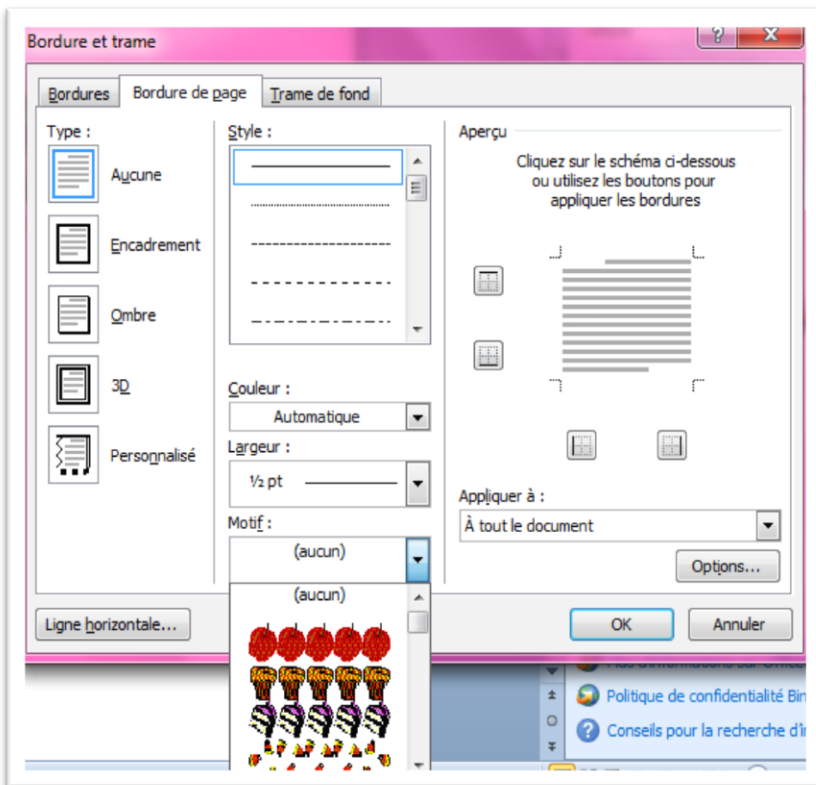 Bordure et trame
Bordures
Bordure de page
Trame de fond
Type :
Aucune
Encadrement
Ombre
3D
Personnalisé
Style :
Couleur :
Automatique
Largeur :
½ pt
Motif :
(aucun)
(aucun)
Aperçu
Cliquez sur le schéma ci-dessous
ou utilisez les boutons pour
appliquer les bordures
Appliquer à :
À tout le document
Options...
Ligne horizontale...
OK
Annuler
Politique de confidentialité Bin
Conseils pour la recherche d'i